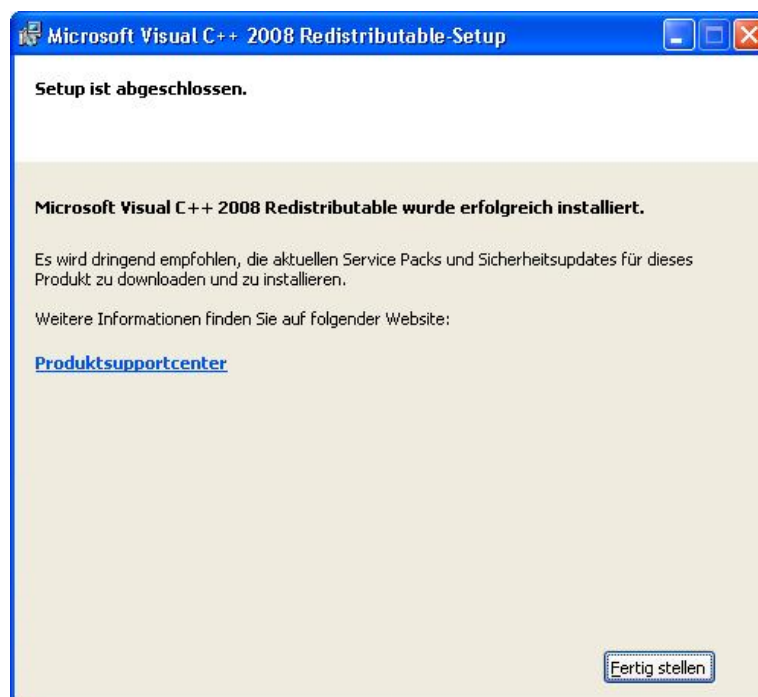 Microsoft Visual C++ 2008 Redistributable-Setup
Setup ist abgeschlossen.
Microsoft Visual C++ 2008 Redistributable wurde erfolgreich installiert.
Es wird dringend empfohlen, die aktuellen Service Packs und Sicherheitsupdates für dieses
Produkt zu downloaden und zu installieren.
Weitere Informationen finden Sie auf folgender Website:
Produktsupportcenter
Fertig stellen